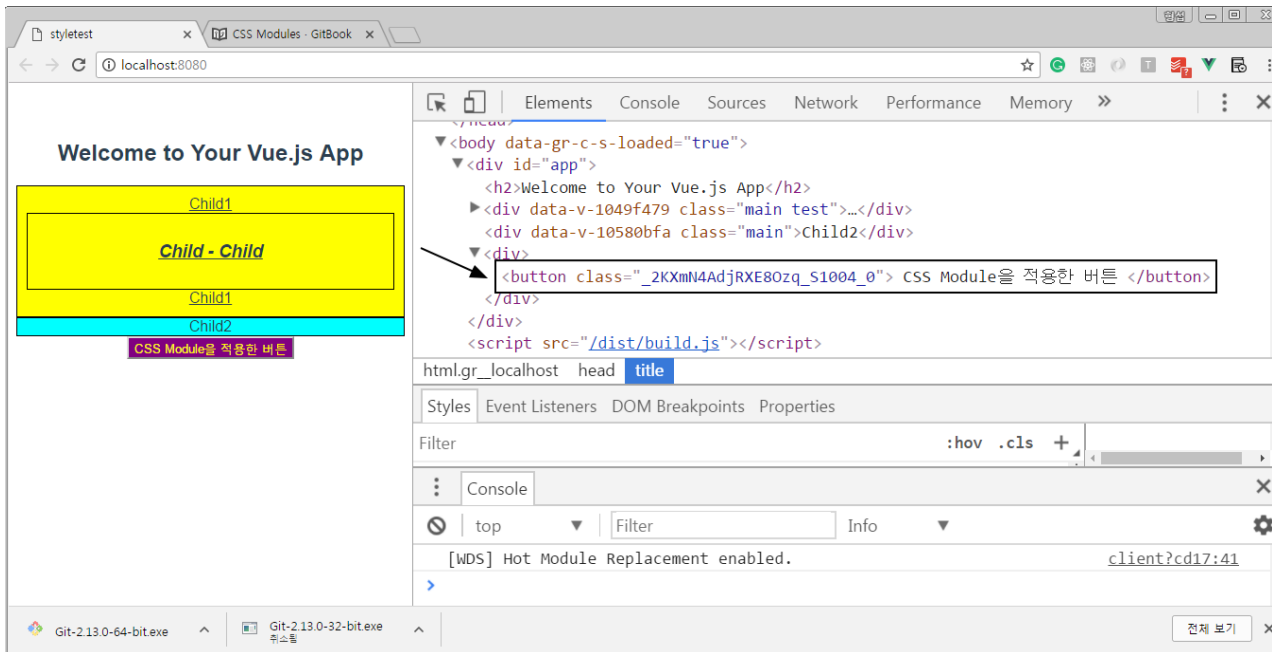 영섭
styletest
CSS Modules · GitBook
localhost:8080
Welcome to Your Vue.js App
Child1
Child - Child
Child1
Child2
CSS Module을 적용한 버튼
Elements Console Sources Network Performance Memory
</head>
▼<body data-gr-c-s-loaded="true">
▼<div id="app">
<h2>Welcome to Your Vue.js App</h2>
▶<div data-v-1049f479 class="main test">…</div>
<div data-v-10580bfa class="main">Child2</div>
▼<div>
<button class="_2KXmN4AdjRXE8Ozq_S1004_0"> CSS Module을 적용한 버튼 </button>
</div>
</div>
<script src="/dist/build.js"></script>
html.gr__localhost head title
Styles Event Listeners DOM Breakpoints Properties
Filter :hov .cls +
Console
top ▼ Filter Info ▼
[WDS] Hot Module Replacement enabled. client?cd17:41
>
Git-2.13.0-64-bit.exe
Git-2.13.0-32-bit.exe
취소됨
전체 보기